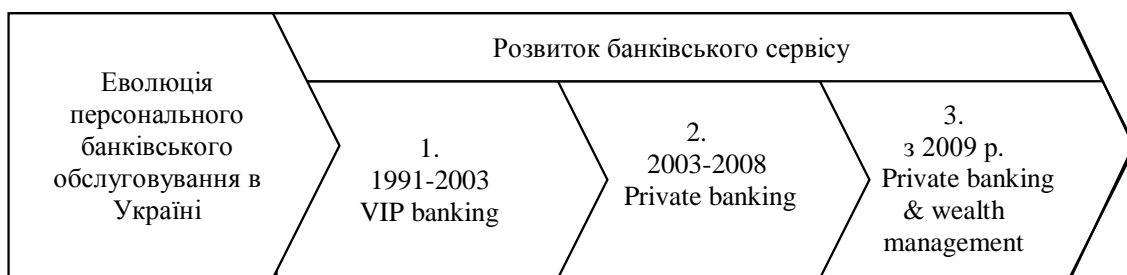 Еволюція
персонального
банківського
обслуговування в
Україні
Розвиток банківського сервісу
1.
1991-2003
VIP banking
2.
2003-2008
Private banking
3.
з 2009 р.
Private banking
& wealth
management